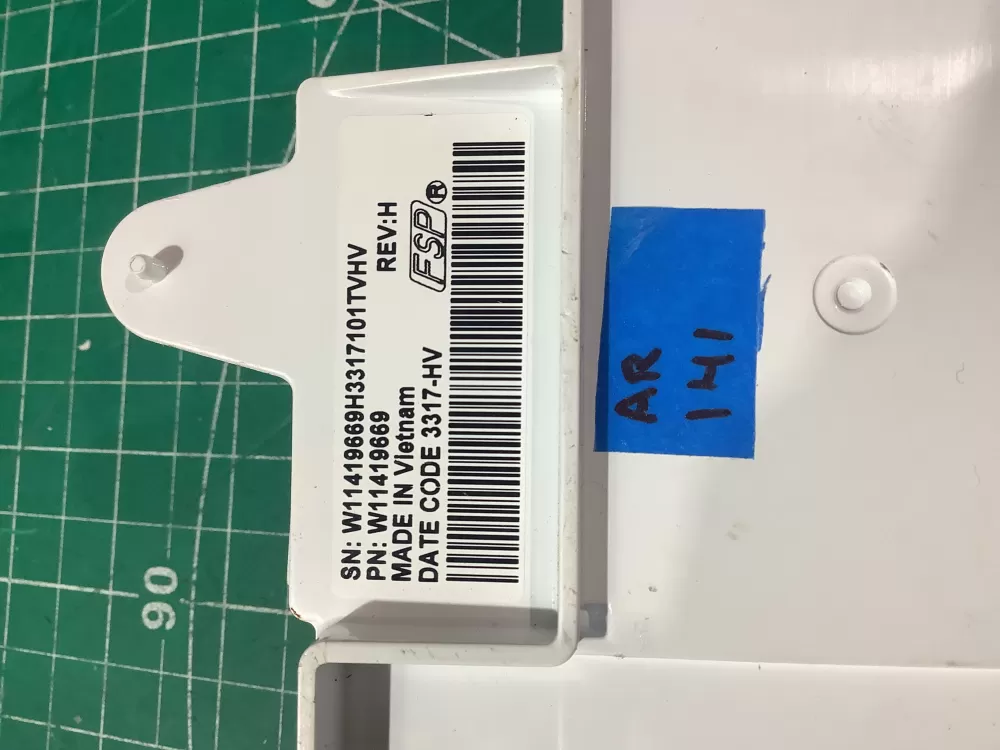 SN: W11419669H3317101TVHV
PN: W11419669 REV:H
MADE IN Vietnam
DATE CODE 3317-HV
FSP®
AR
1H1
90